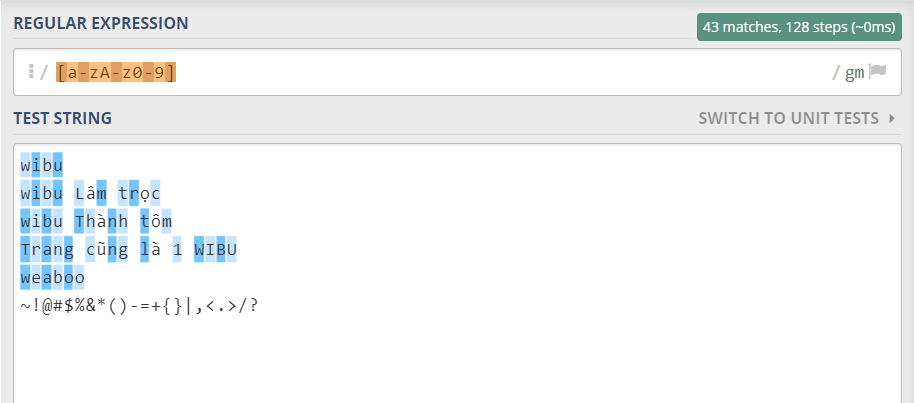 REGULAR EXPRESSION 43 matches, 128 steps (~0ms)
/ [a-zA-z0-9] / gm
TEST STRING SWITCH TO UNIT TESTS
wibu
wibu Lâm trọc
wibu Thành tôm
Trang cũng là 1 WIBU
weaboo
~!@#$%&*()-=+{}|,<.>/?